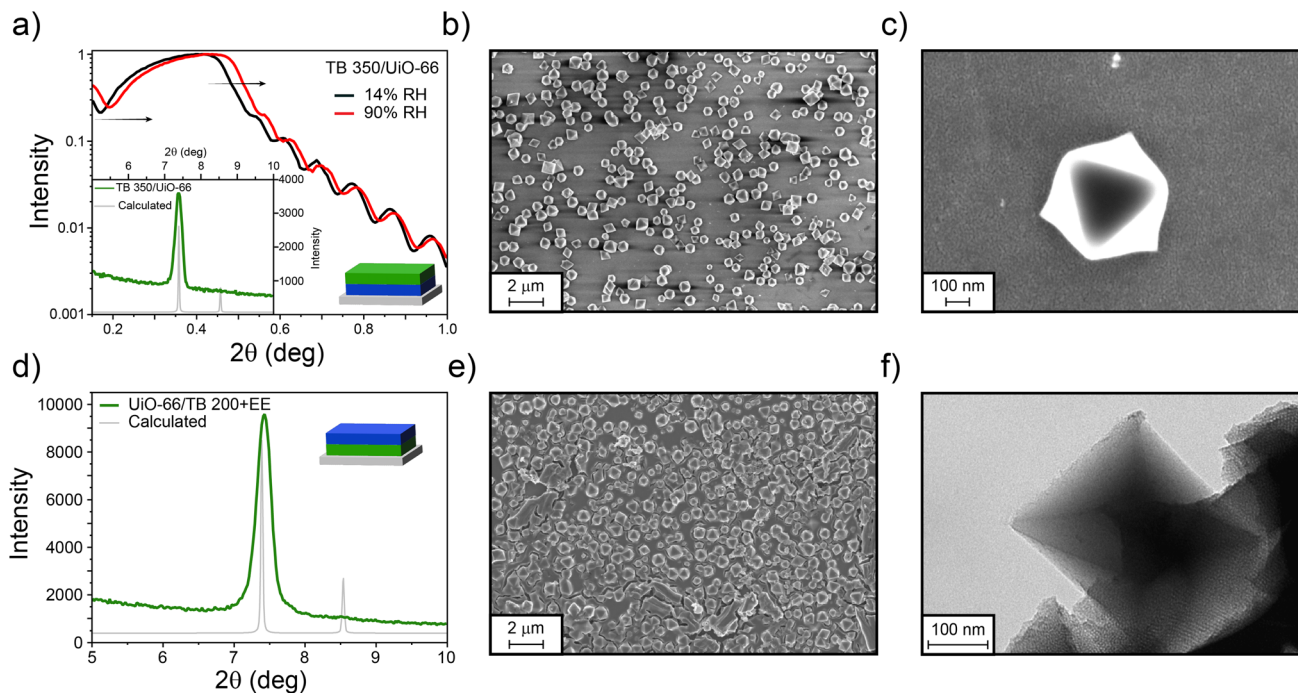 a)
b)
c)
1
0.1
0.01
0.001
Intensity
TB 350/UiO-66
14% RH
90% RH
2θ (deg)
6
7
8
9
10
TB 350/UiO-66
Calculated
4000
3000
2000
1000
Intensity
0.2
0.4
0.6
0.8
1.0
2θ (deg)
2 μm
100 nm
d)
e)
f)
10000
8000
6000
4000
2000
0
Intensity
UiO-66/TB 200+EE
Calculated
5
6
7
8
9
10
2θ (deg)
2 μm
100 nm